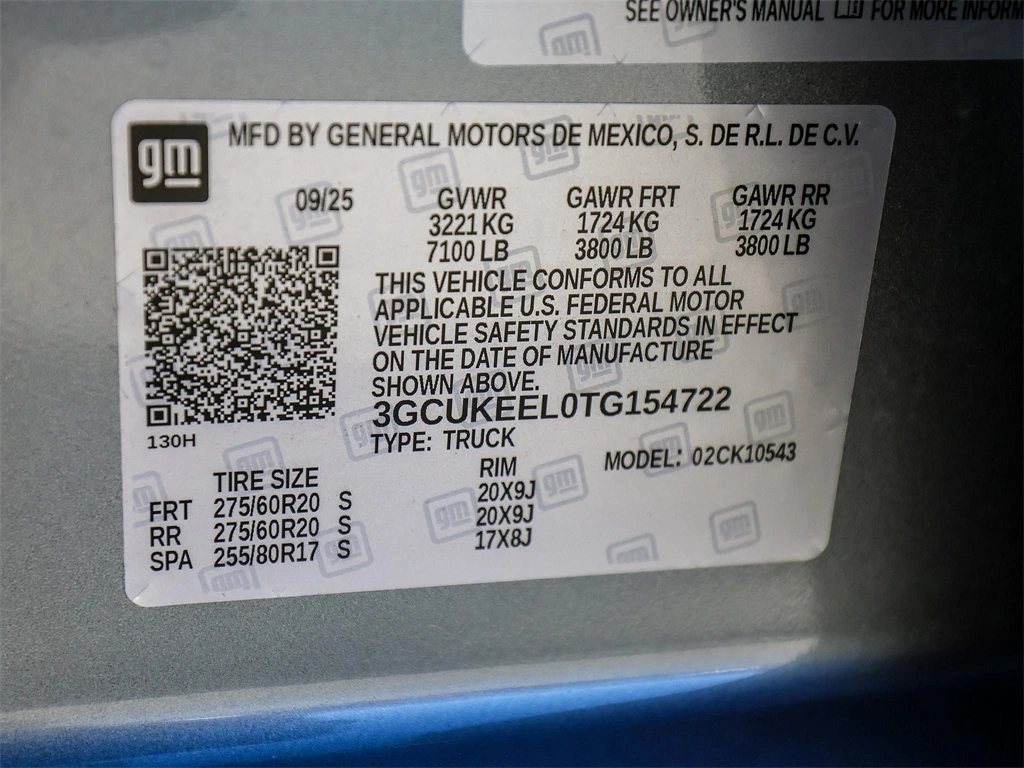 SEE OWNER'S MANUAL FOR MORE INFORM
gm
MFD BY GENERAL MOTORS DE MEXICO, S. DE R.L. DE C.V.
09/25 GVWR GAWR FRT GAWR RR
3221 KG 1724 KG 1724 KG
7100 LB 3800 LB 3800 LB
THIS VEHICLE CONFORMS TO ALL
APPLICABLE U.S. FEDERAL MOTOR
VEHICLE SAFETY STANDARDS IN EFFECT
ON THE DATE OF MANUFACTURE
SHOWN ABOVE.
3GCUKEEL0TG154722
130H
TYPE: TRUCK
MODEL: 02CK10543
TIRE SIZE RIM
FRT 275/60R20 S 20X9J
RR 275/60R20 S 20X9J
SPA 255/80R17 S 17X8J